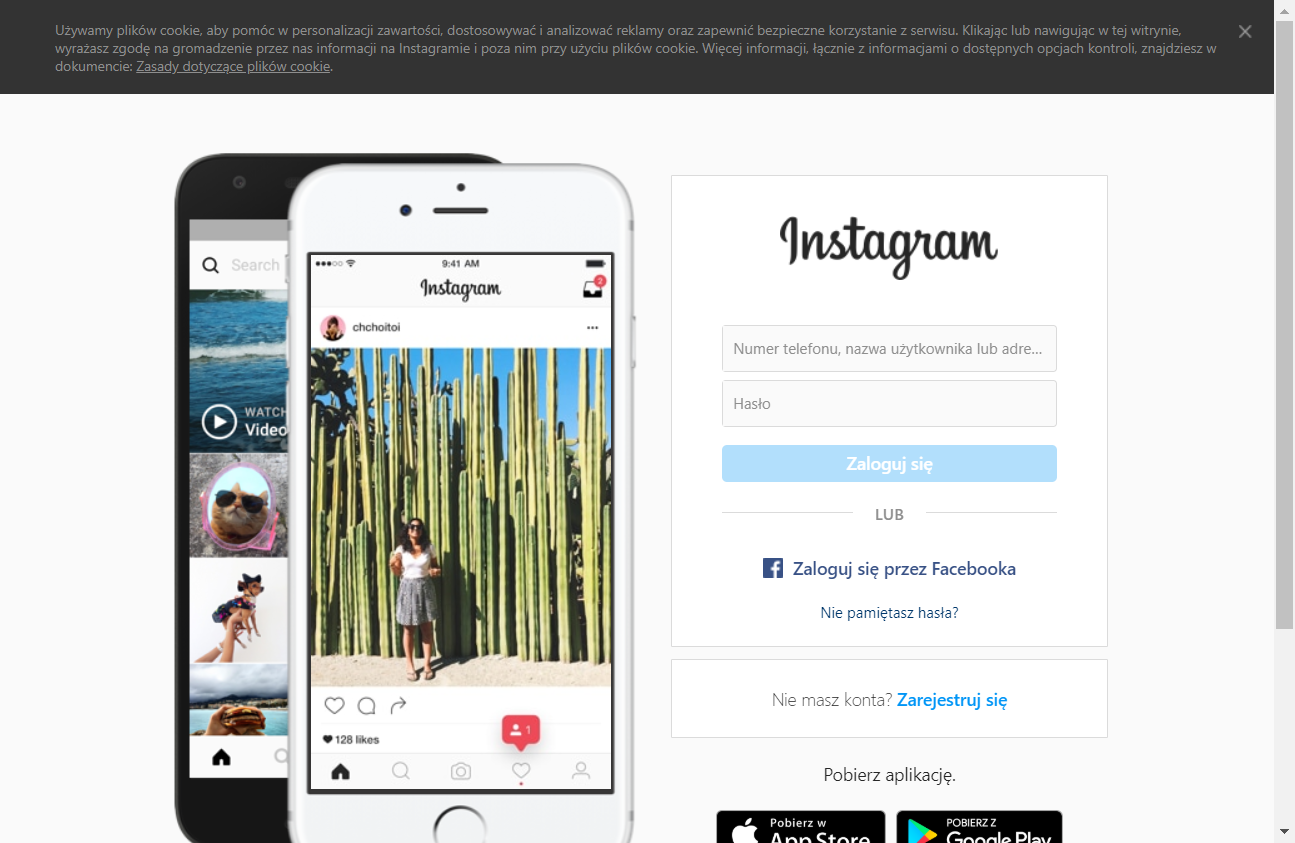 Używamy plików cookie, aby pomóc w personalizacji zawartości, dostosowywać i analizować reklamy oraz zapewnić bezpieczne korzystanie z serwisu. Klikając lub nawigując w tej witrynie,
wyrażasz zgodę na gromadzenie przez nas informacji na Instagramie i poza nim przy użyciu plików cookie. Więcej informacji, łącznie z informacjami o dostępnych opcjach kontroli, znajdziesz w
dokumencie: Zasady dotyczące plików cookie.
Search
WATCH
Video
9:41 AM
Instagram
2
chchoitoi
128 likes
1
Instagram
Numer telefonu, nazwa użytkownika lub adre...
Hasło
Zaloguj się
LUB
Zaloguj się przez Facebooka
Nie pamiętasz hasła?
Nie masz konta? Zarejestruj się
Pobierz aplikację.
Pobierz w
App Store
POBIERZ Z
Google Play